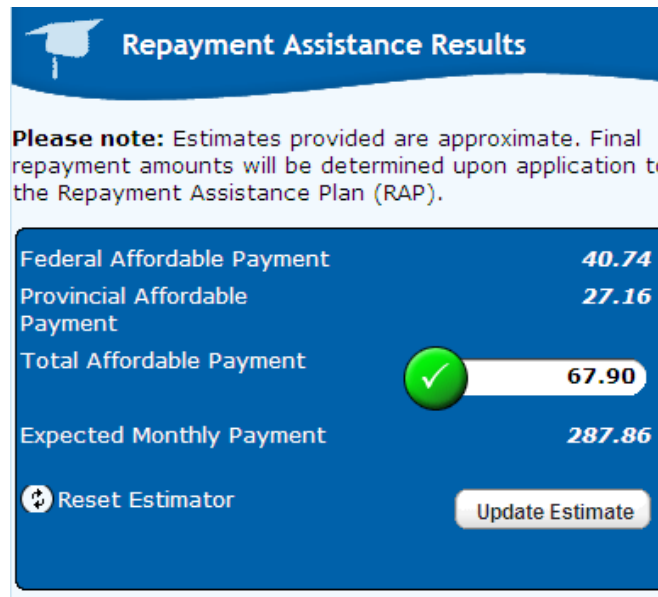 Repayment Assistance Results
Please note: Estimates provided are approximate. Final
repayment amounts will be determined upon application
the Repayment Assistance Plan (RAP).
Federal Affordable Payment 40.74
Provincial Affordable 27.16
Payment
Total Affordable Payment 67.90
Expected Monthly Payment 287.86
Reset Estimator Update Estimate